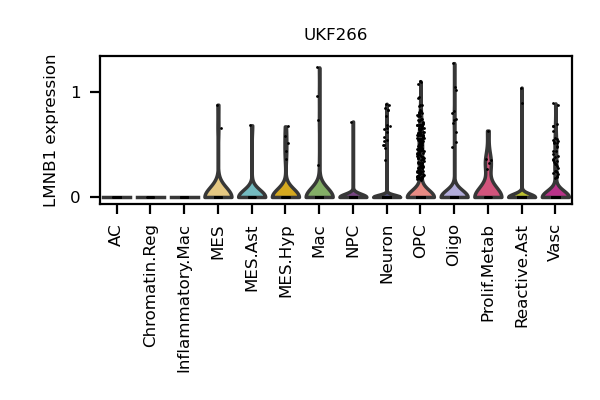 UKF266
LMNB1 expression
1
0
AC
Chromatin.Reg
Inflammatory.Mac
MES
MES.Ast
MES.Hyp
Mac
NPC
Neuron
OPC
Oligo
Prolif.Metab
Reactive.Ast
Vasc